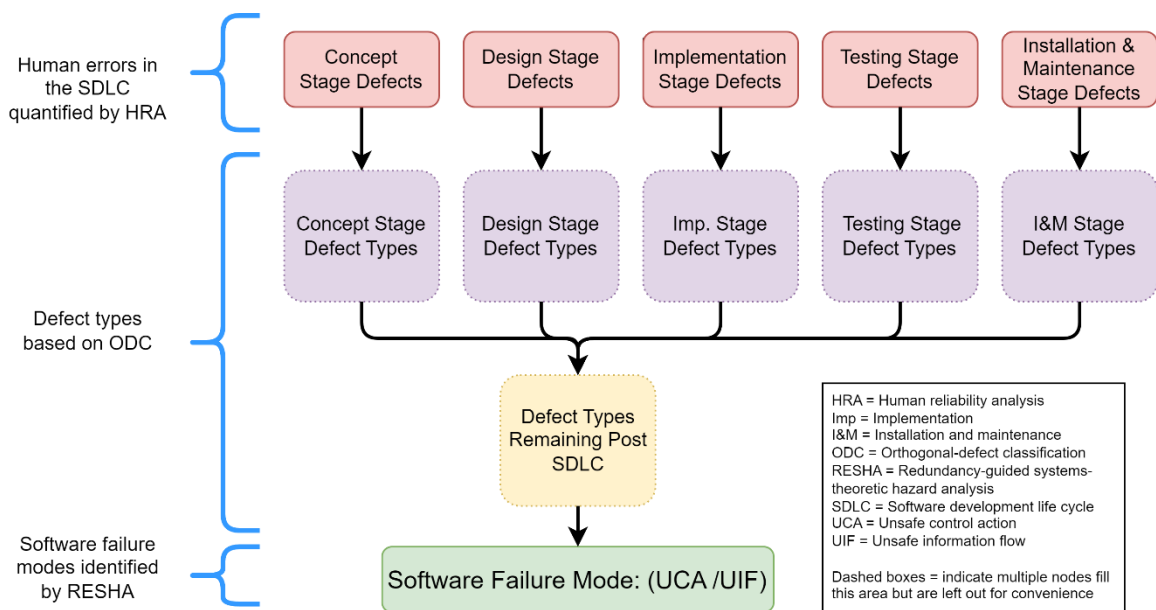 Human errors in
the SDLC
quantified by HRA
Concept
Stage Defects
Design Stage
Defects
Implementation
Stage Defects
Testing Stage
Defects
Installation &
Maintenance
Stage Defects
Defect types
based on ODC
Concept Stage
Defect Types
Design Stage
Defect Types
Imp. Stage
Defect Types
Testing Stage
Defect Types
I&M Stage
Defect Types
Defect Types
Remaining Post
SDLC
Software failure
modes identified
by RESHA
Software Failure Mode: (UCA /UIF)
HRA = Human reliability analysis
Imp = Implementation
I&M = Installation and maintenance
ODC = Orthogonal-defect classification
RESHA = Redundancy-guided systems-
theoretic hazard analysis
SDLC = Software development life cycle
UCA = Unsafe control action
UIF = Unsafe information flow
Dashed boxes = indicate multiple nodes fill
this area but are left out for convenience